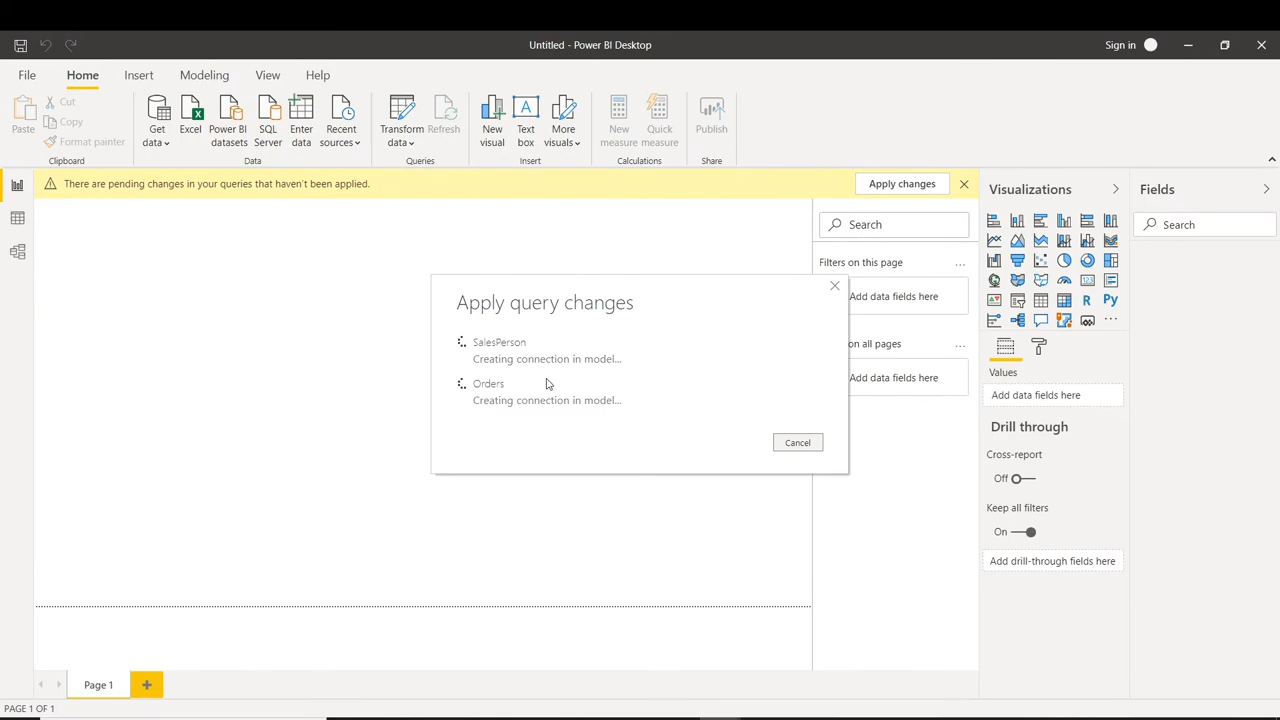 Untitled - Power BI Desktop
Sign in
File Home Insert Modeling View Help
Paste
Cut
Copy
Format painter
Clipboard
Get data
Excel
Power BI datasets
SQL Server
Enter data
Recent sources
Data
Transform data
Refresh
Queries
New visual
Text box
More visuals
Insert
New measure
Quick measure
Calculations
Publish
Share
There are pending changes in your queries that haven't been applied.
Apply changes
Search
Filters on this page
...
Add data fields here
on all pages
...
Add data fields here
Apply query changes
SalesPerson
Creating connection in model...
Orders
Creating connection in model...
Cancel
Visualizations
R
Py
...
Values
Add data fields here
Drill through
Cross-report
Off
Keep all filters
On
Add drill-through fields here
Fields
Search
Page 1
PAGE 1 OF 1